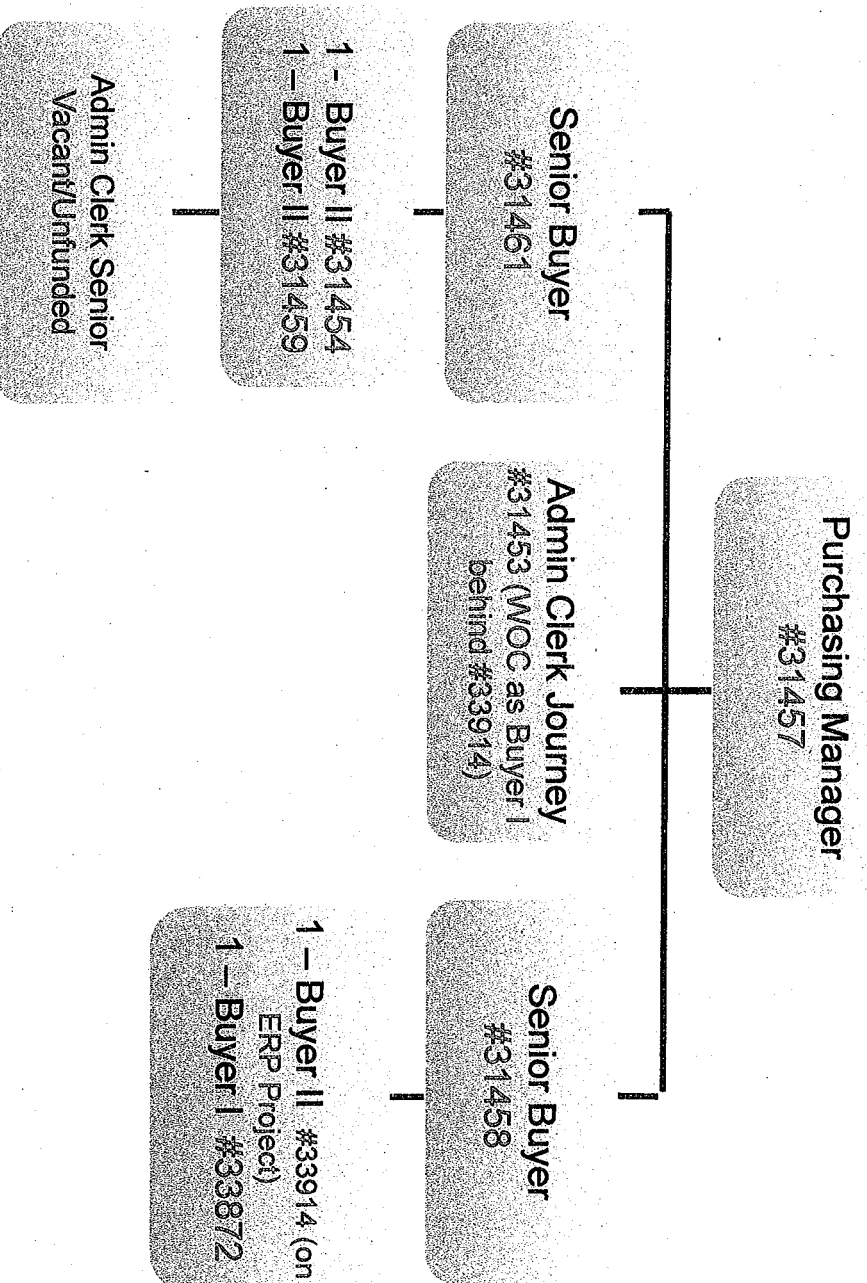 Purchasing Manager
#31457
Senior Buyer
#31461
1 - Buyer II #31454
1 – Buyer II #31459
Admin Clerk Senior
Vacant/Unfunded
Admin Clerk Journey
#31453 (WOC as Buyer I
behind #33914)
Senior Buyer
#31458
1 – Buyer II #33914 (on
ERP Project)
1 – Buyer I #33872